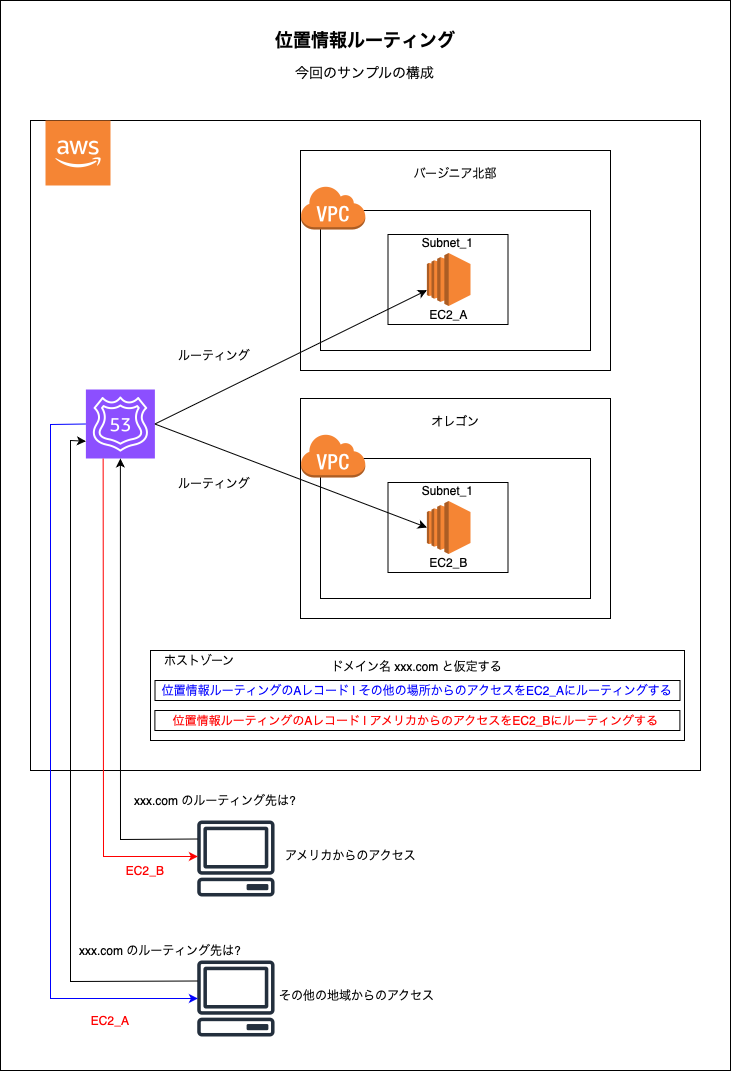 位置情報ルーティング
今回のサンプルの構成
aws
バージニア北部
VPC
Subnet_1
EC2_A
ルーティング
53
オレゴン
VPC
ルーティング
Subnet_1
EC2_B
ホストゾーン
ドメイン名 xxx.com と仮定する
位置情報ルーティングのAレコード | その他の場所からのアクセスをEC2_Aにルーティングする
位置情報ルーティングのAレコード | アメリカからのアクセスをEC2_Bにルーティングする
xxx.com のルーティング先は?
アメリカからのアクセス
EC2_B
xxx.com のルーティング先は?
その他の地域からのアクセス
EC2_A